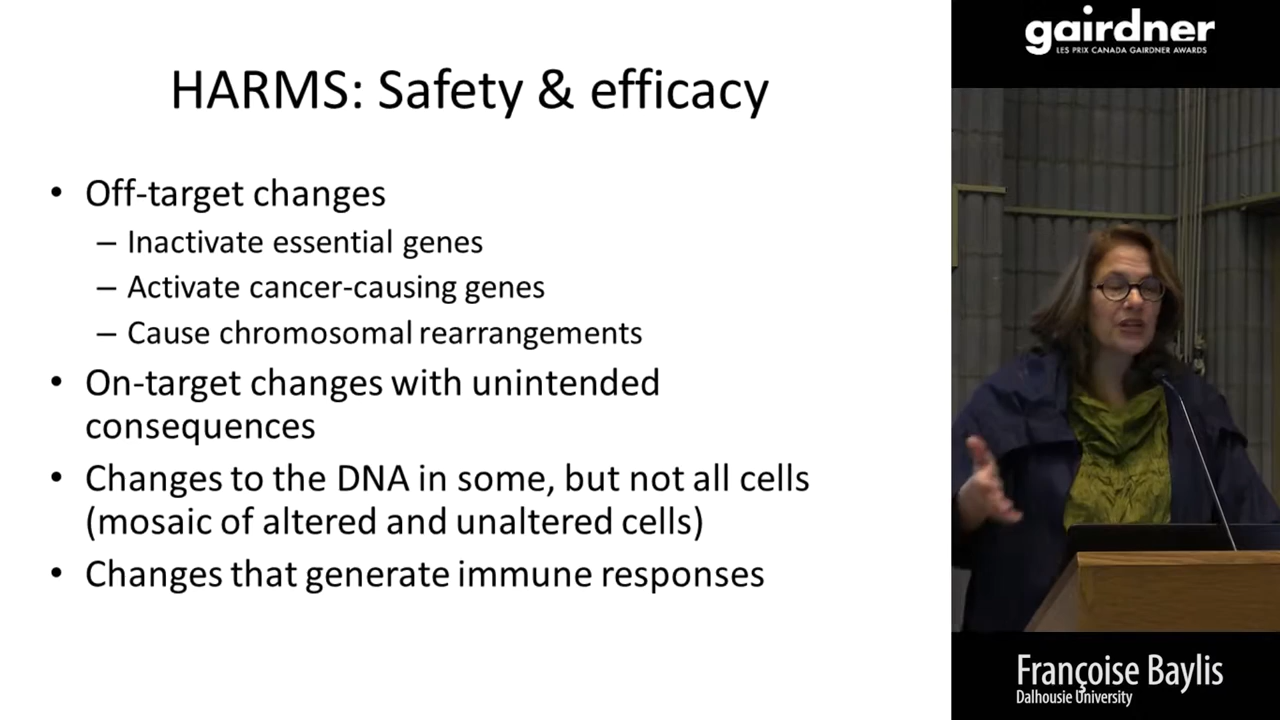 HARMS: Safety & efficacy
• Off-target changes
– Inactivate essential genes
– Activate cancer-causing genes
– Cause chromosomal rearrangements
• On-target changes with unintended
consequences
• Changes to the DNA in some, but not all cells
(mosaic of altered and unaltered cells)
• Changes that generate immune responses
gairdner
LES PRIX CANADA GAIRDNER AWARDS
Françoise Baylis
Dalhousie University